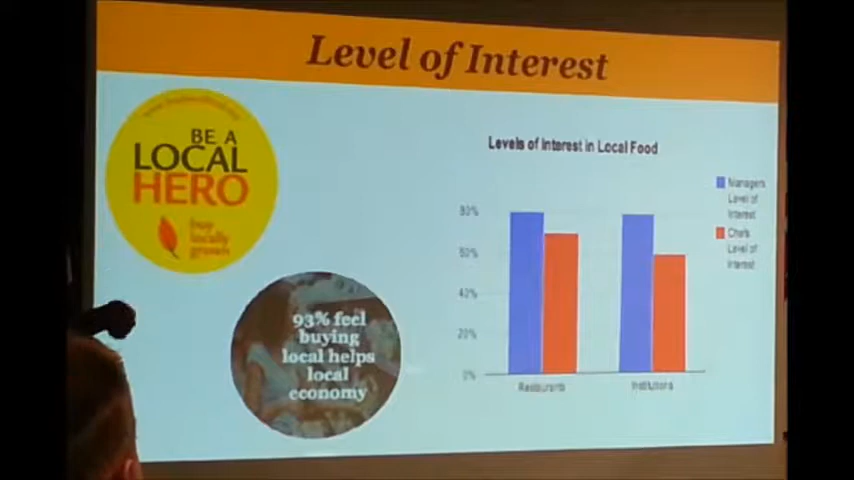 Level of Interest
BE A
LOCAL
HERO
buy
locally
grown
93% feel
buying
local helps
local
economy
Levels of Interest in Local Food
80%
60%
40%
20%
0%
Restaurants
Institutions
Managers
Level of
Interest
Chefs
Level of
Interest